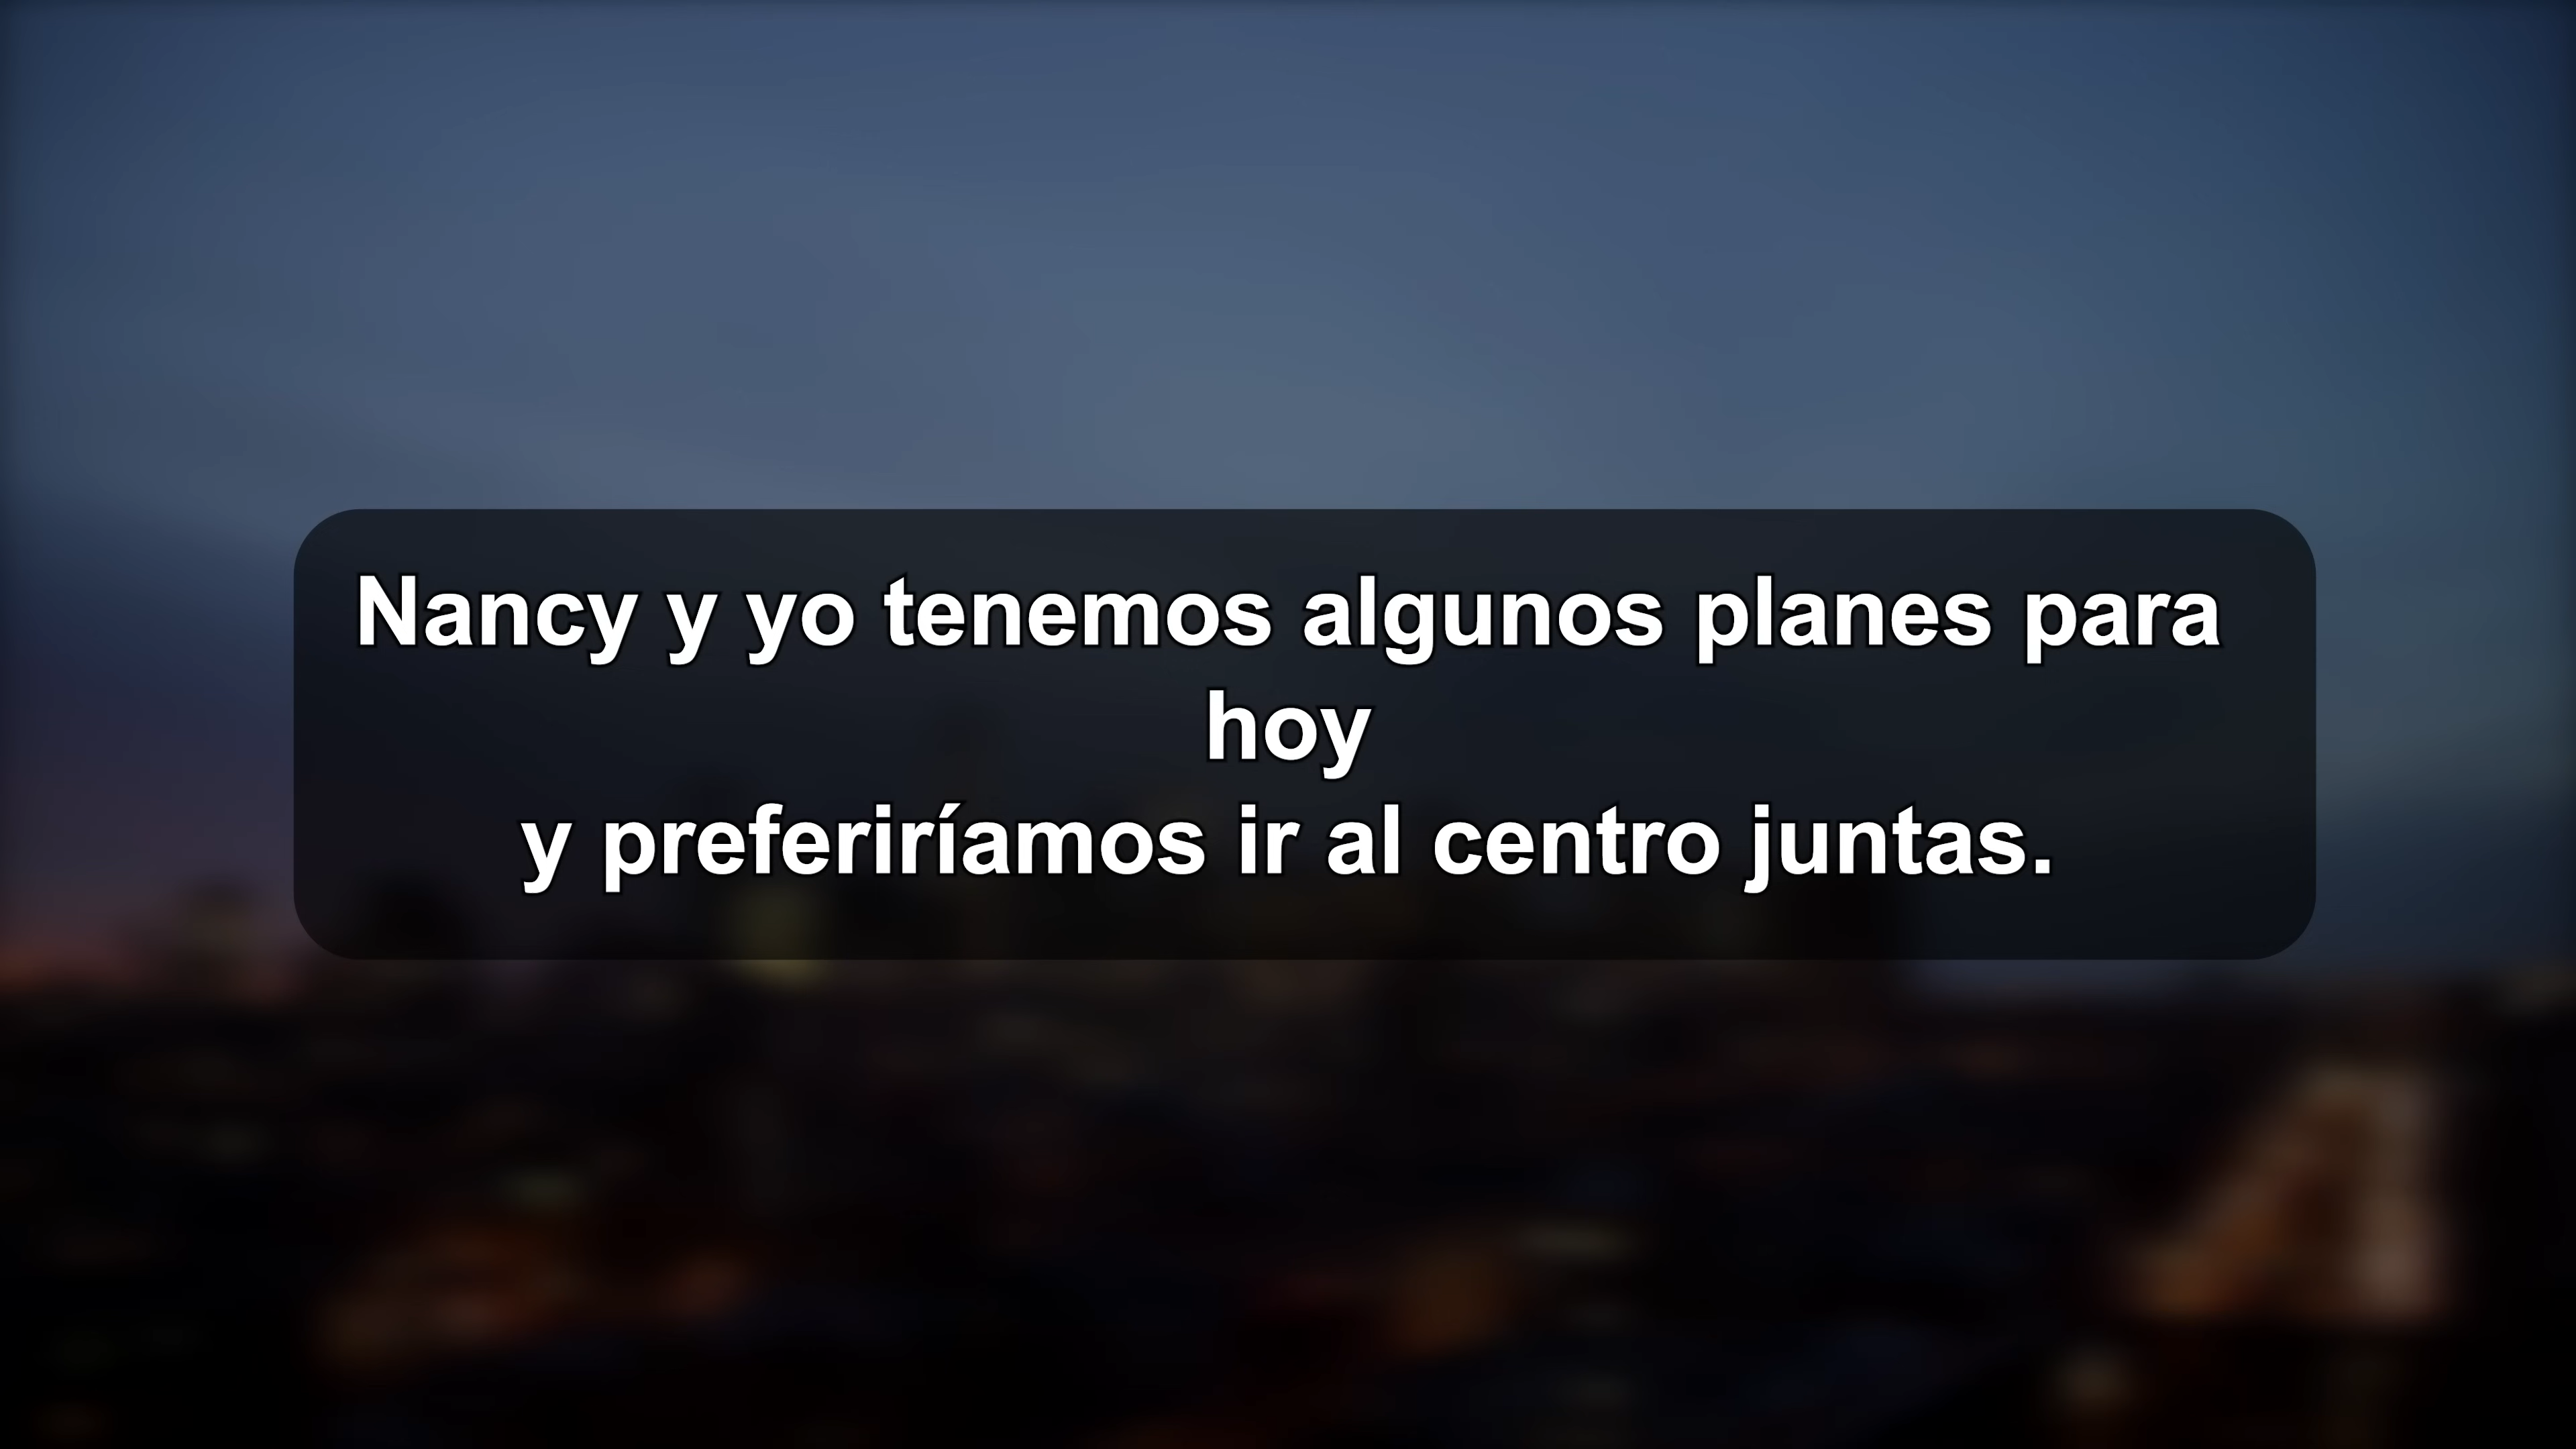 Nancy y yo tenemos algunos planes para
hoy
y preferiríamos ir al centro juntas.